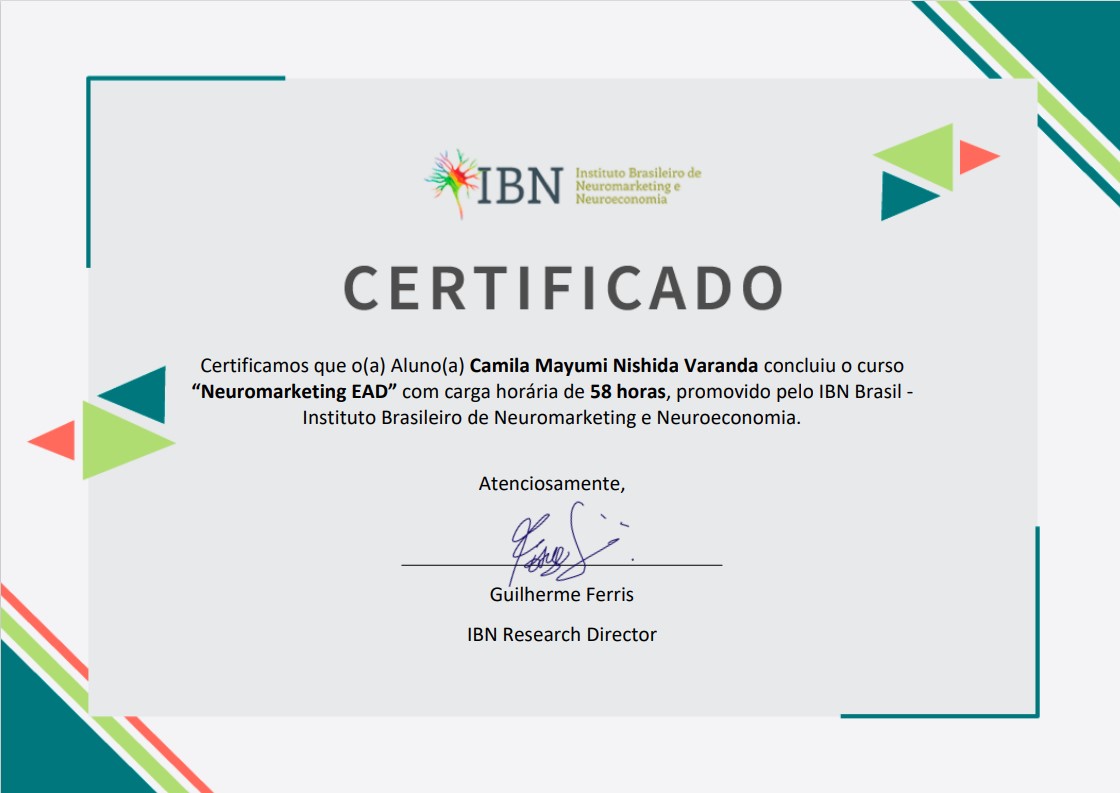 IBN
Instituto Brasileiro de
Neuromarketing e
Neuroeconomia
CERTIFICADO
Certificamos que o(a) Aluno(a) Camila Mayumi Nishida Varanda concluiu o curso
“Neuromarketing EAD” com carga horária de 58 horas, promovido pelo IBN Brasil -
Instituto Brasileiro de Neuromarketing e Neuroeconomia.
Atenciosamente,
Guilherme Ferris
IBN Research Director